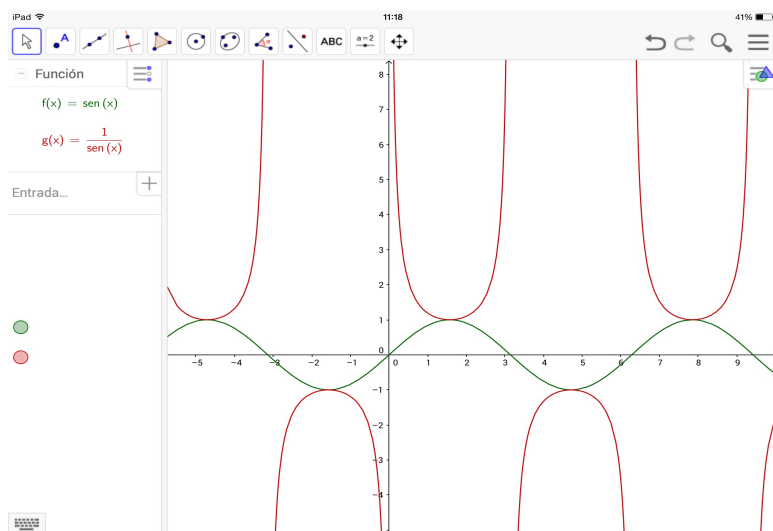 iPad 11:18 41%
A ABC a=2
Función
f(x) = sen (x)
g(x) = 1 / sen (x)
Entrada...
8
7
6
5
4
3
2
1
0
−5 −4 −3 −2 −1 0 1 2 3 4 5 6 7 8 9
−1
−2
−3
−4